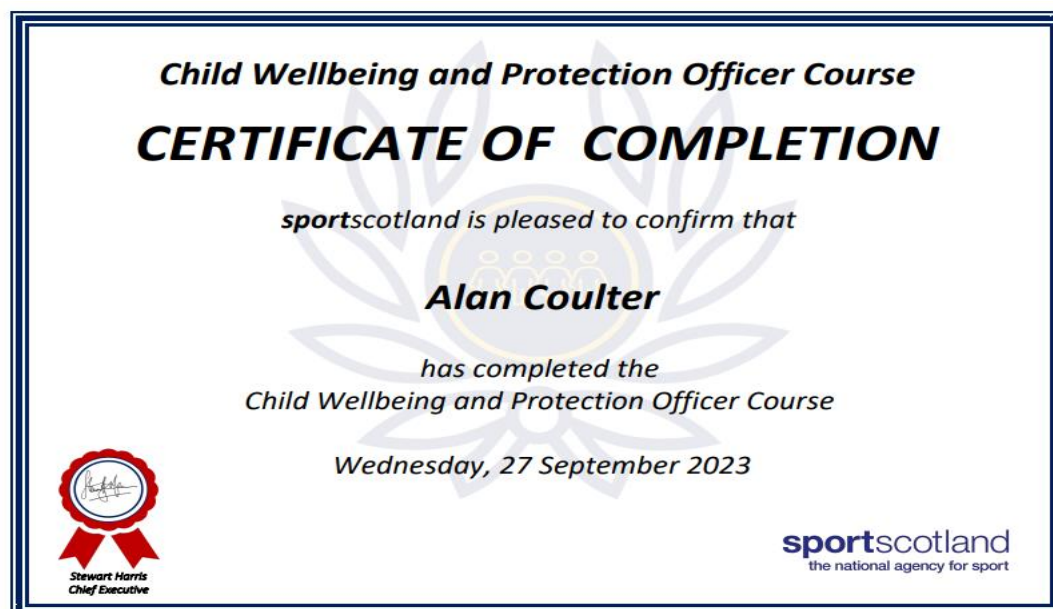 Child Wellbeing and Protection Officer Course
CERTIFICATE OF COMPLETION
sportscotland is pleased to confirm that
Alan Coulter
has completed the
Child Wellbeing and Protection Officer Course
Wednesday, 27 September 2023
Stewart Harris
Chief Executive
sportscotland
the national agency for sport